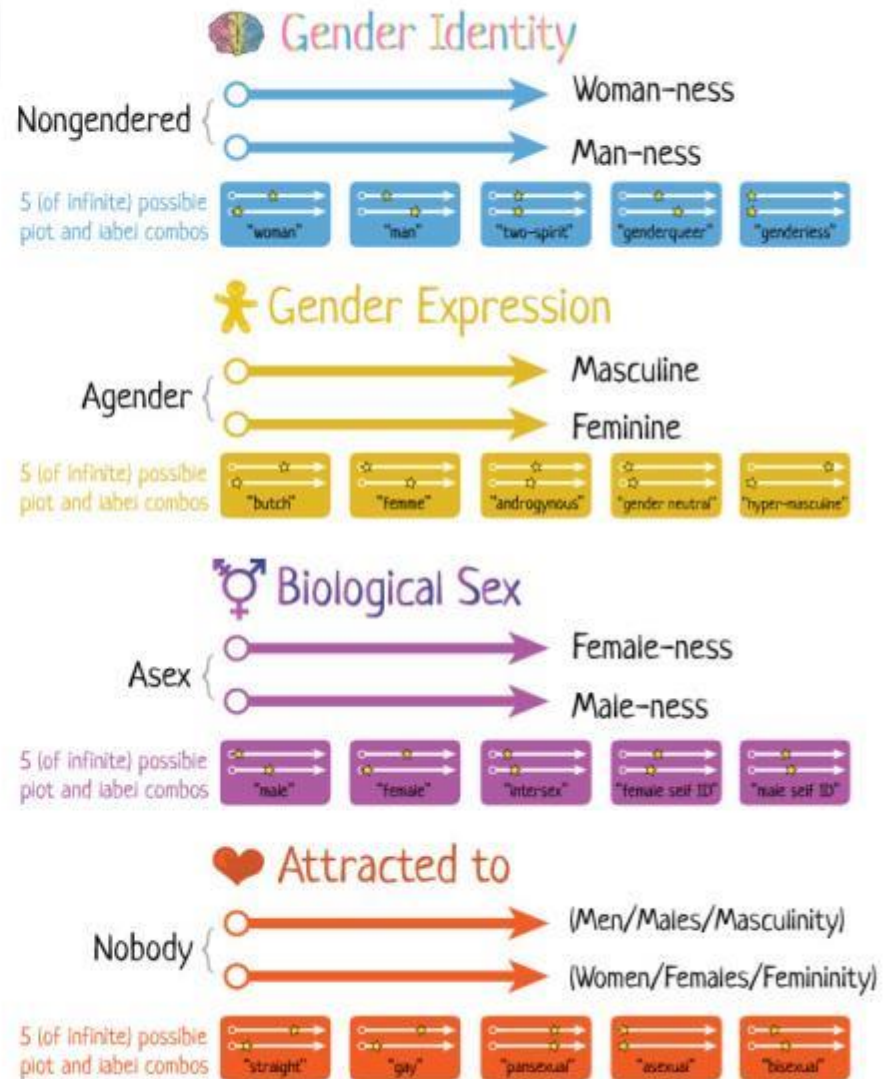 Gender Identity
Nongendered
Woman-ness
Man-ness
5 (of infinite) possible
plot and label combos
"woman"
"man"
"two-spirit"
"genderqueer"
"genderless"
Gender Expression
Agender
Masculine
Feminine
5 (of infinite) possible
plot and label combos
"butch"
"femme"
"androgynous"
"gender neutral"
"hyper-masculine"
Biological Sex
Asex
Female-ness
Male-ness
5 (of infinite) possible
plot and label combos
"male"
"female"
"intersex"
"female self ID"
"male self ID"
Attracted to
Nobody
(Men/Males/Masculinity)
(Women/Females/Femininity)
5 (of infinite) possible
plot and label combos
"straight"
"gay"
"pansexual"
"asexual"
"bisexual"